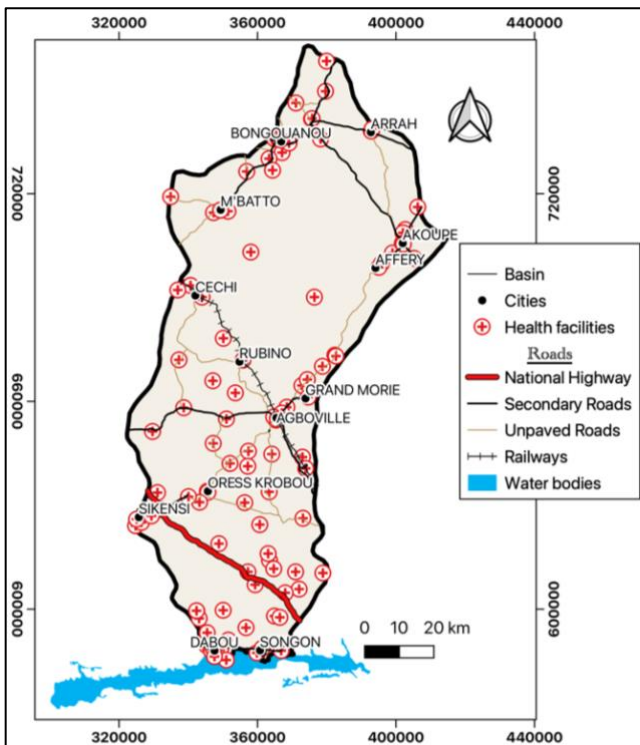 320000 360000 400000 440000
ARRAH
BONGOUANOU
720000 720000
M'BATTO
AKOUPE
AFFERY
CECHI
RUBINO
GRAND MORIE
AGBOVILLE
660000
ORESS KROBOU
SIKENSI
600000 600000
DABOU SONGON
Basin
Cities
Health facilities
Roads
National Highway
Secondary Roads
Unpaved Roads
Railways
Water bodies
0 10 20 km
320000 360000 400000 440000